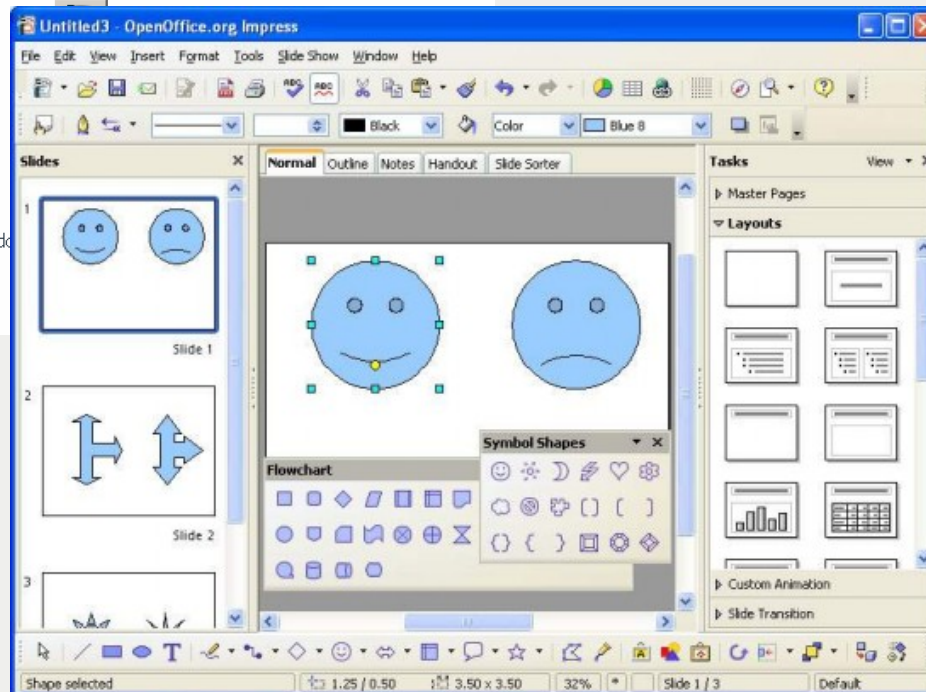 Untitled3 - OpenOffice.org Impress
File Edit View Insert Format Tools Slide Show Window Help
ABC ABC
Black Color Blue 8
Slides
Normal Outline Notes Handout Slide Sorter
Tasks View
Master Pages
Layouts
1
Slide 1
2
Slide 2
3
Flowchart
Symbol Shapes
Custom Animation
Slide Transition
T
A
Shape selected 1.25 / 0.50 3.50 x 3.50 32% * Slide 1 / 3 Default